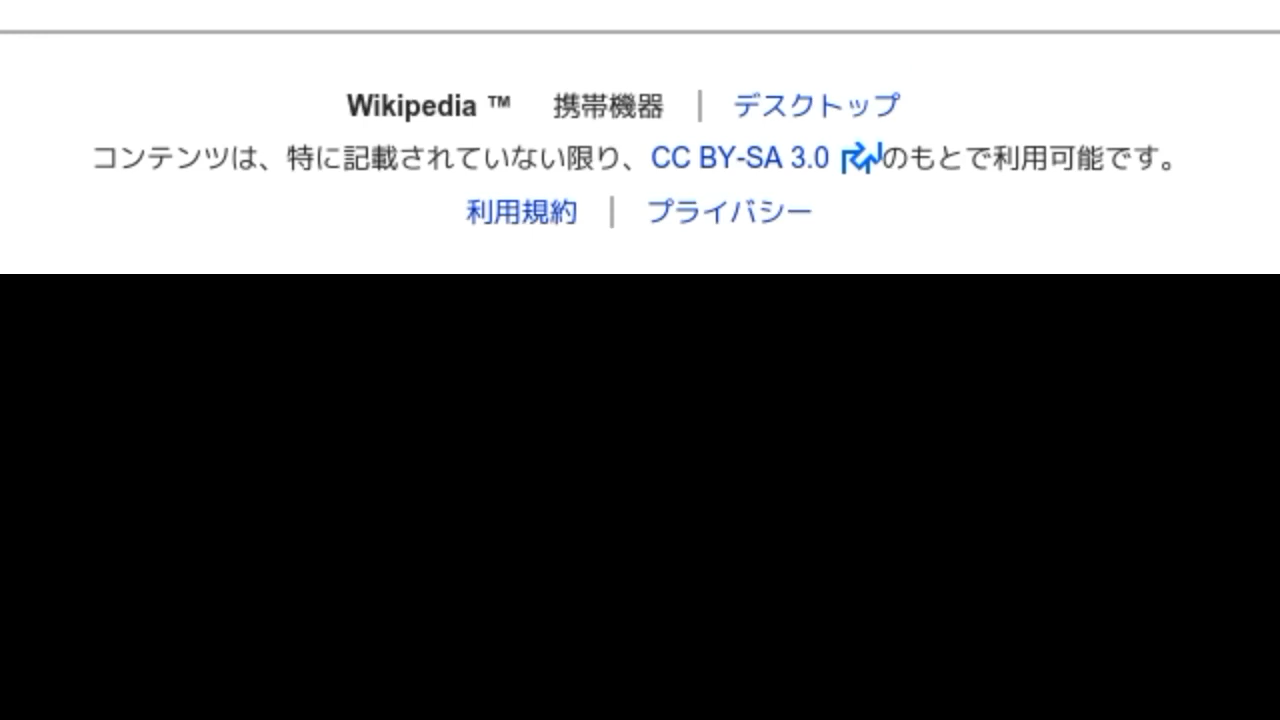 Wikipedia ™ 携帯機器 | デスクトップ
コンテンツは、特に記載されていない限り、CC BY-SA 3.0 のもとで利用可能です。
利用規約 | プライバシー